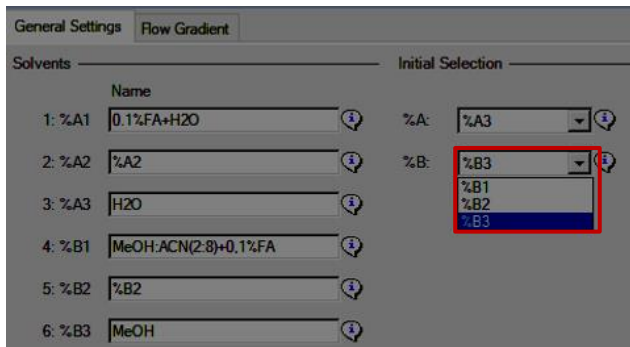 General Settings Flow Gradient
Solvents Initial Selection
Name
1: %A1 0.1%FA+H2O %A: %A3
2: %A2 %A2 %B: %B3
%B1
%B2
%B3
3: %A3 H2O
4: %B1 MeOH:ACN(2:8)+0.1%FA
5: %B2 %B2
6: %B3 MeOH